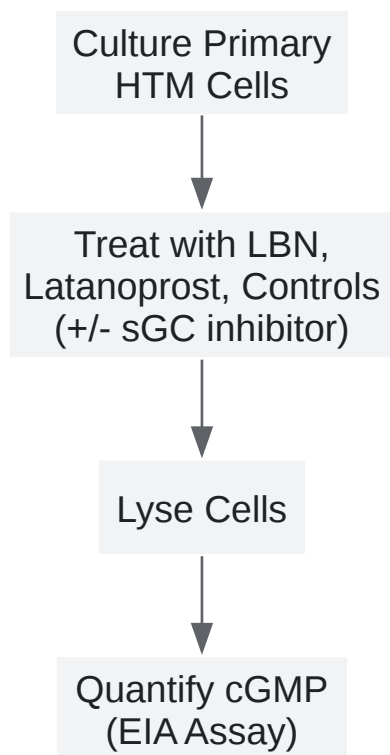 Culture Primary
HTM Cells
Treat with LBN,
Latanoprost, Controls
(+/- sGC inhibitor)
Lyse Cells
Quantify cGMP
(EIA Assay)